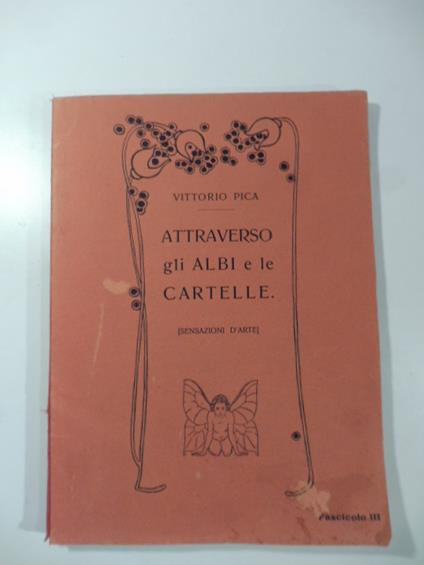 VITTORIO PICA
ATTRAVERSO
gli ALBI e le
CARTELLE.
[SENSAZIONI D'ARTE]
Fascicolo III